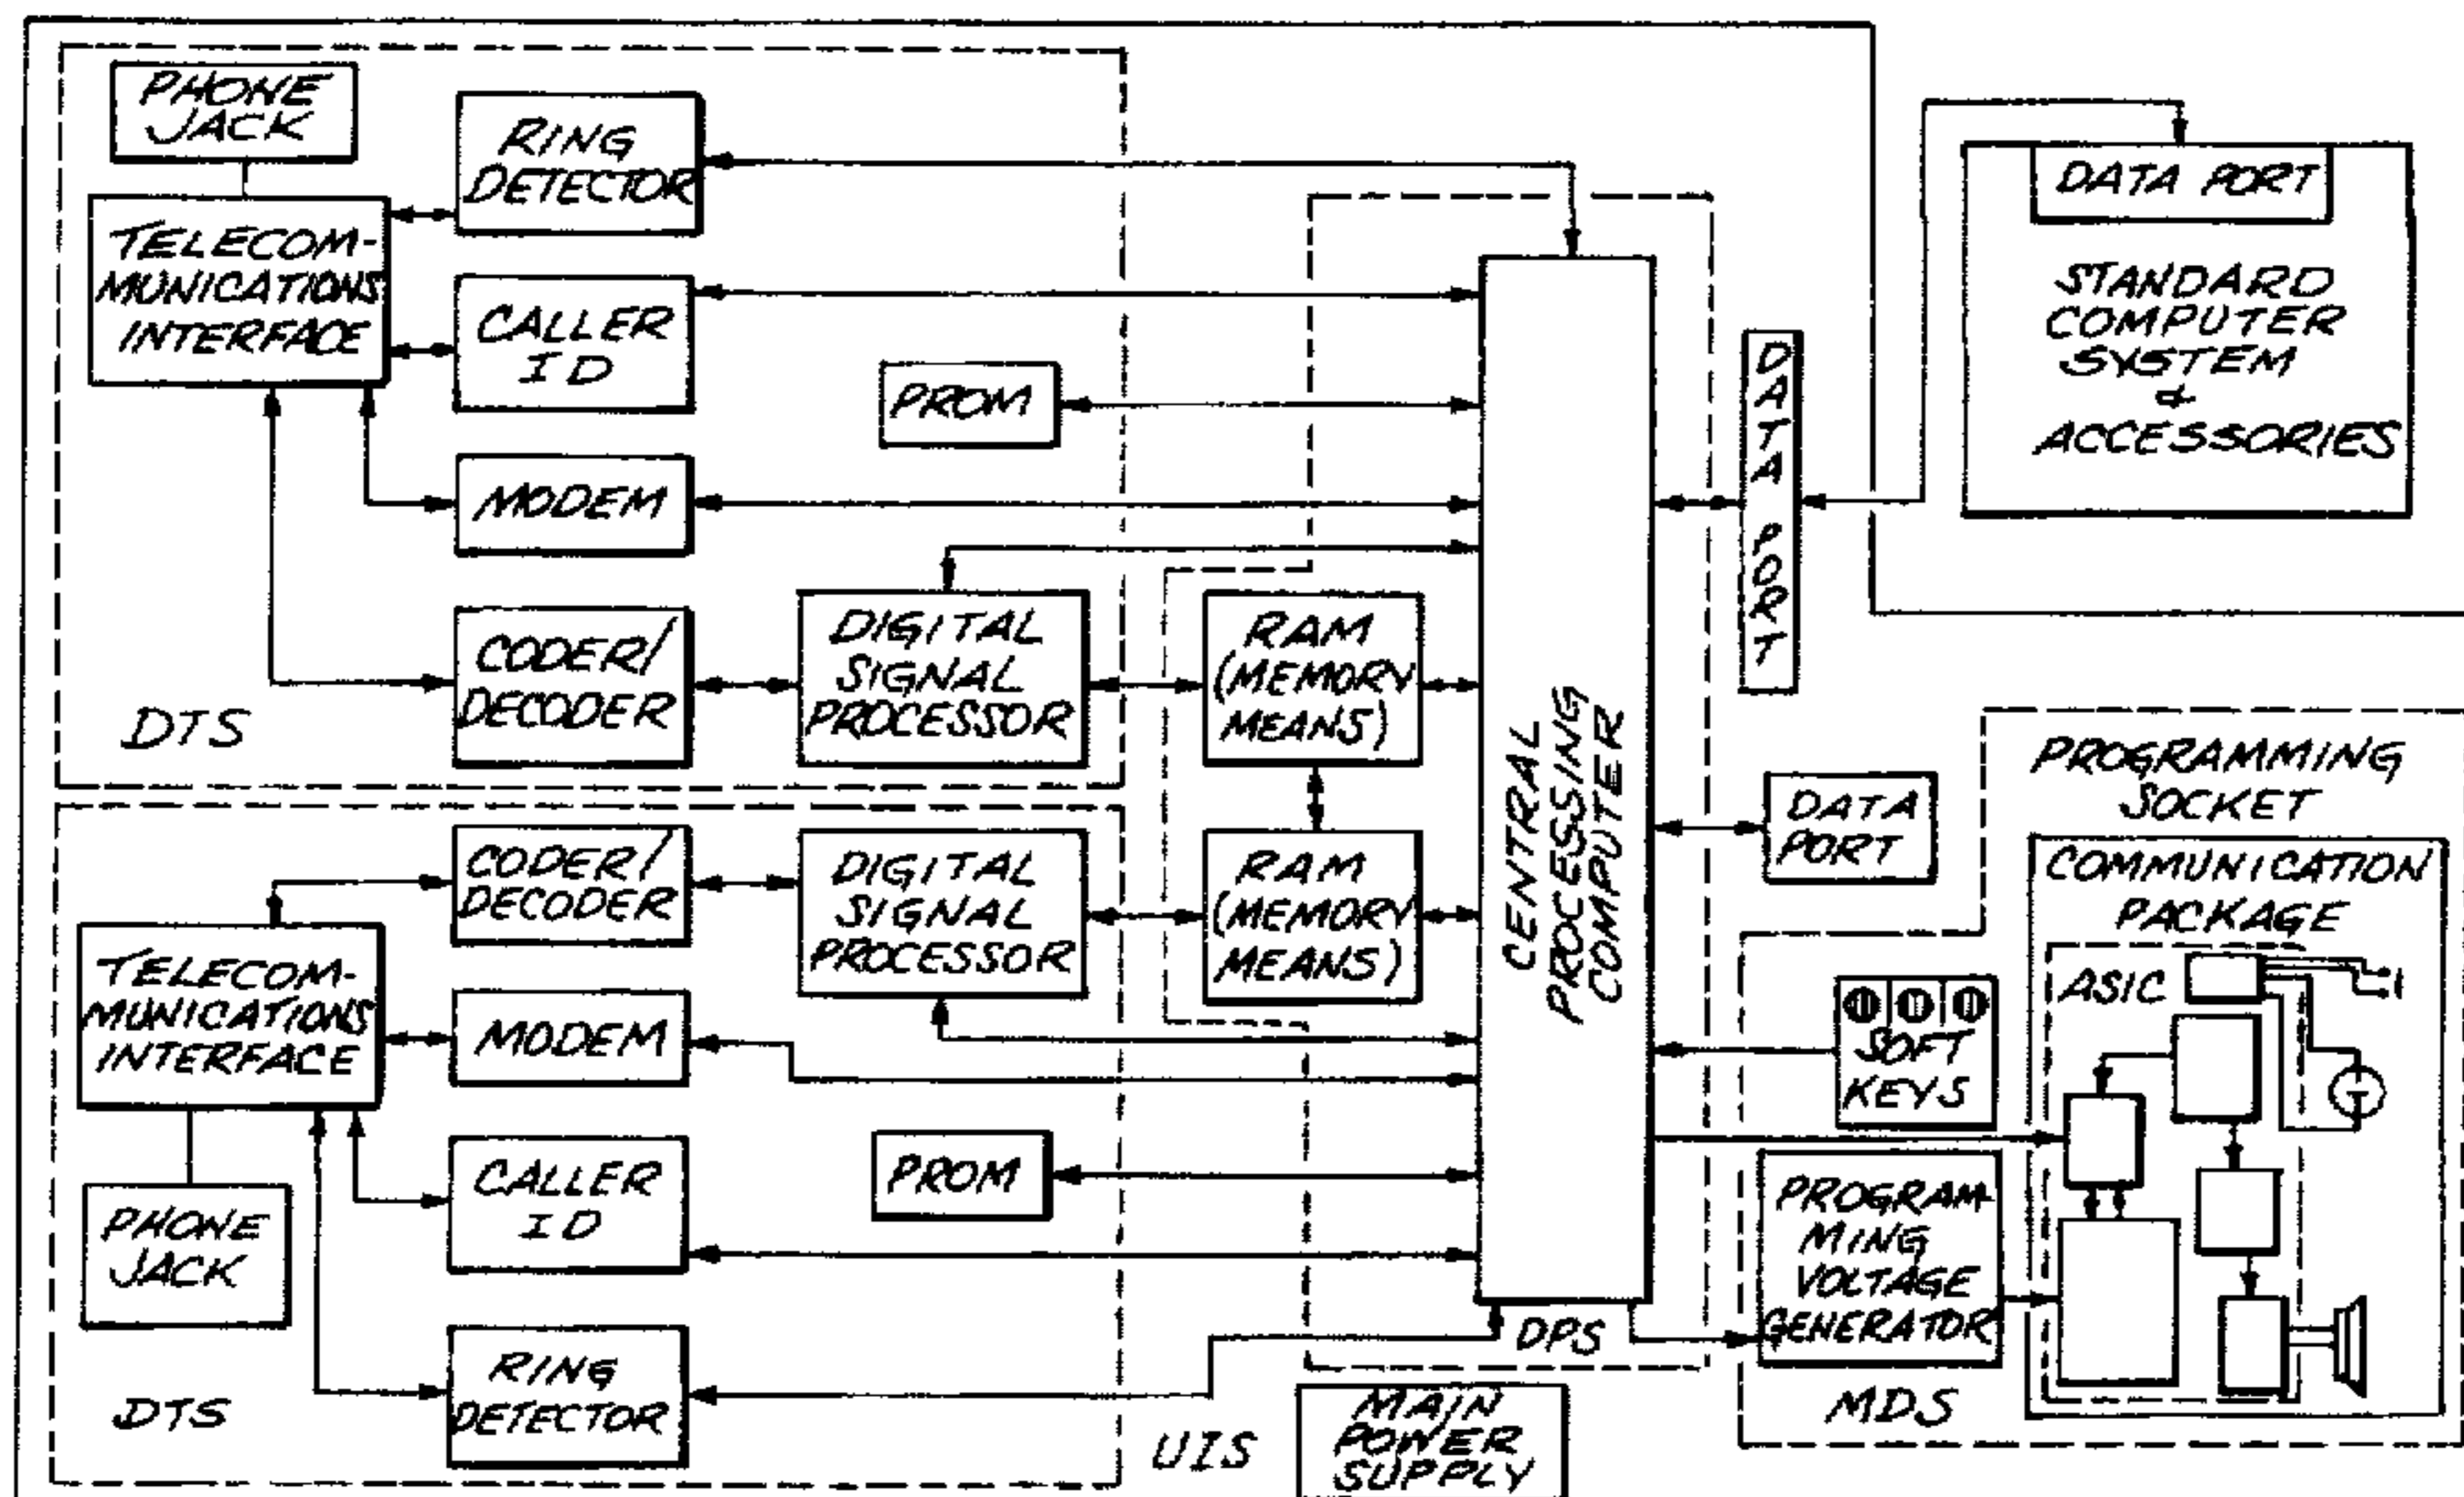 PHONE
JACK
RING
DETECTOR
TELECOM-
MUNICATIONS
INTERFACE
CALLER
ID
PROM
MODEM
CODER/
DECODER
DIGITAL
SIGNAL
PROCESSOR
RAM
(MEMORY
MEANS)
DTS
CENTRAL
PROCESSING
COMPUTER
DATA PORT
DATA PORT
STANDARD
COMPUTER
SYSTEM
&
ACCESSORIES
CODER/
DECODER
DIGITAL
SIGNAL
PROCESSOR
RAM
(MEMORY
MEANS)
TELECOM-
MUNICATIONS
INTERFACE
MODEM
CALLER
ID
PROM
PHONE
JACK
RING
DETECTOR
DTS
UIS
DPS
MAIN
POWER
SUPPLY
DATA
PORT
SOFT
KEYS
PROGRAM-
MING
VOLTAGE
GENERATOR
MDS
PROGRAMMING
SOCKET
COMMUNICATION
PACKAGE
ASIC